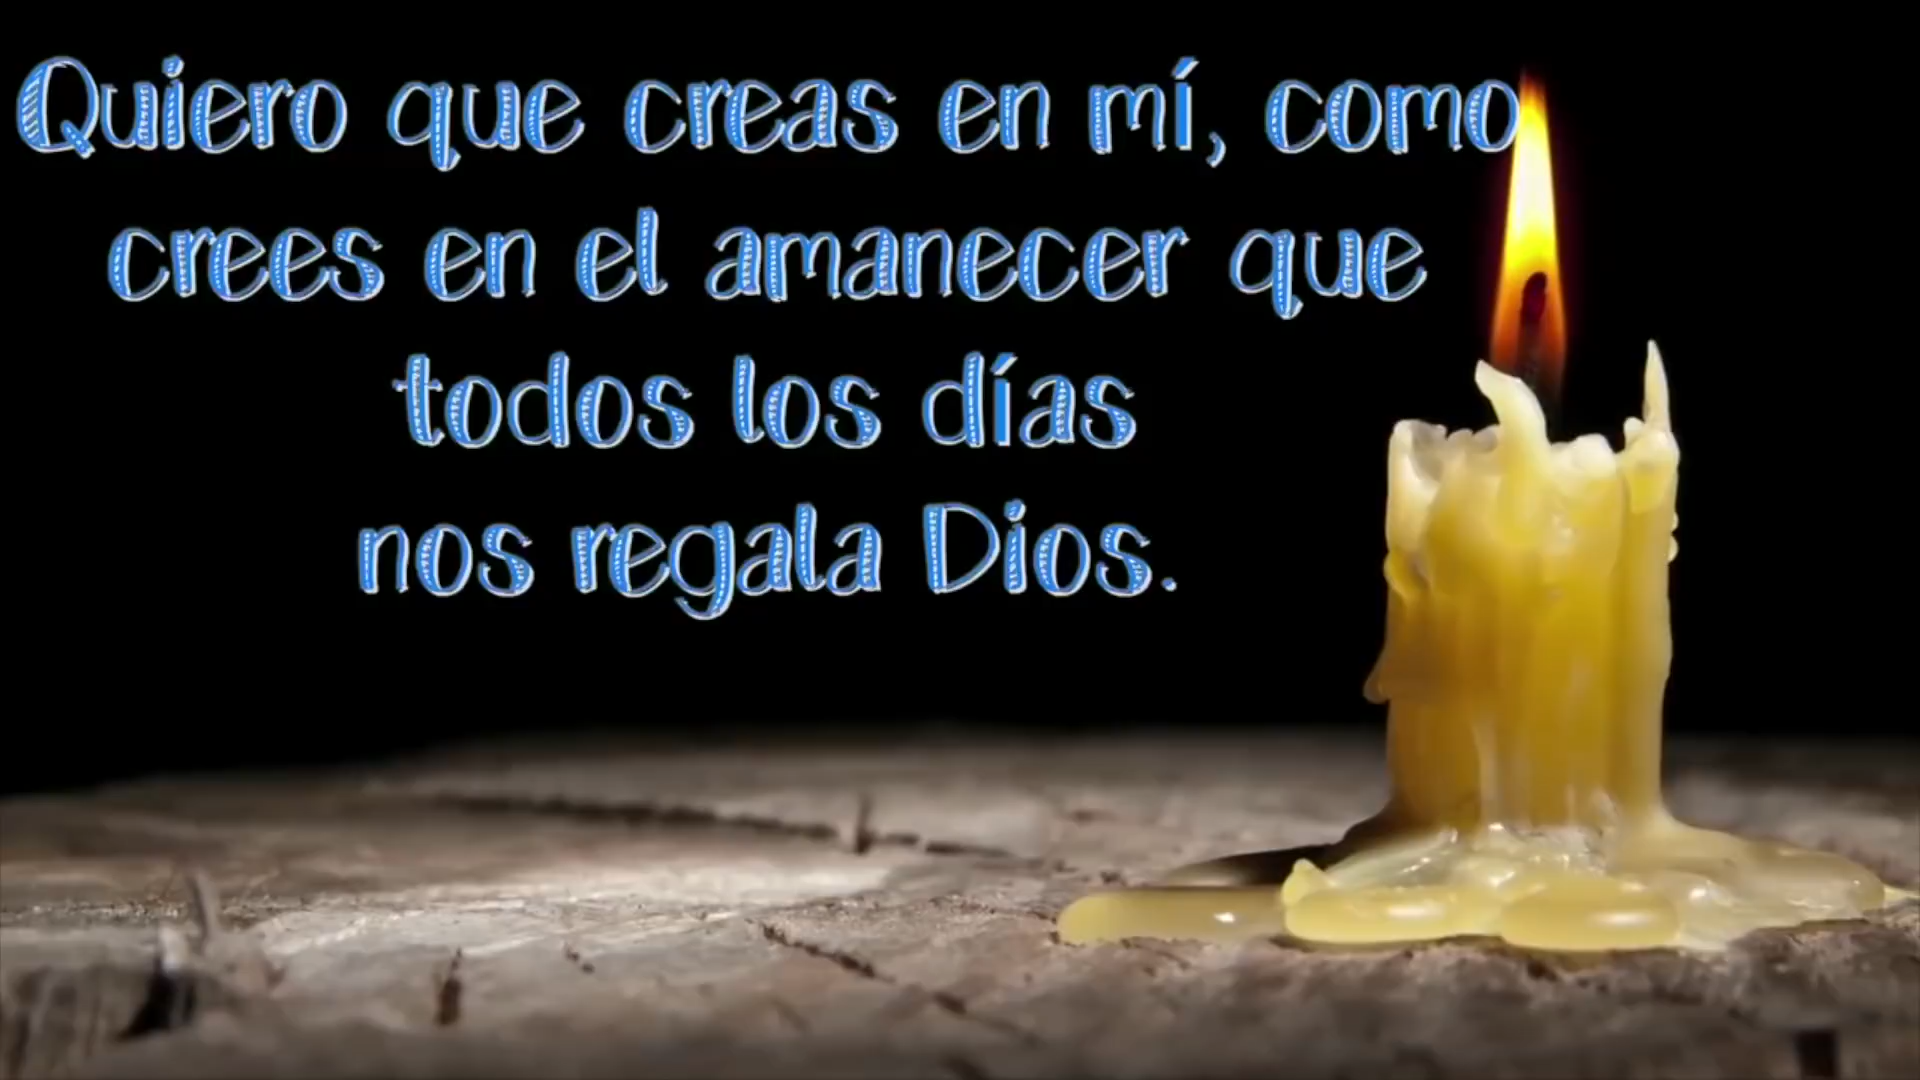 Quiero que creas en mí, como
crees en el amanecer que
todos los días
nos regala Dios.